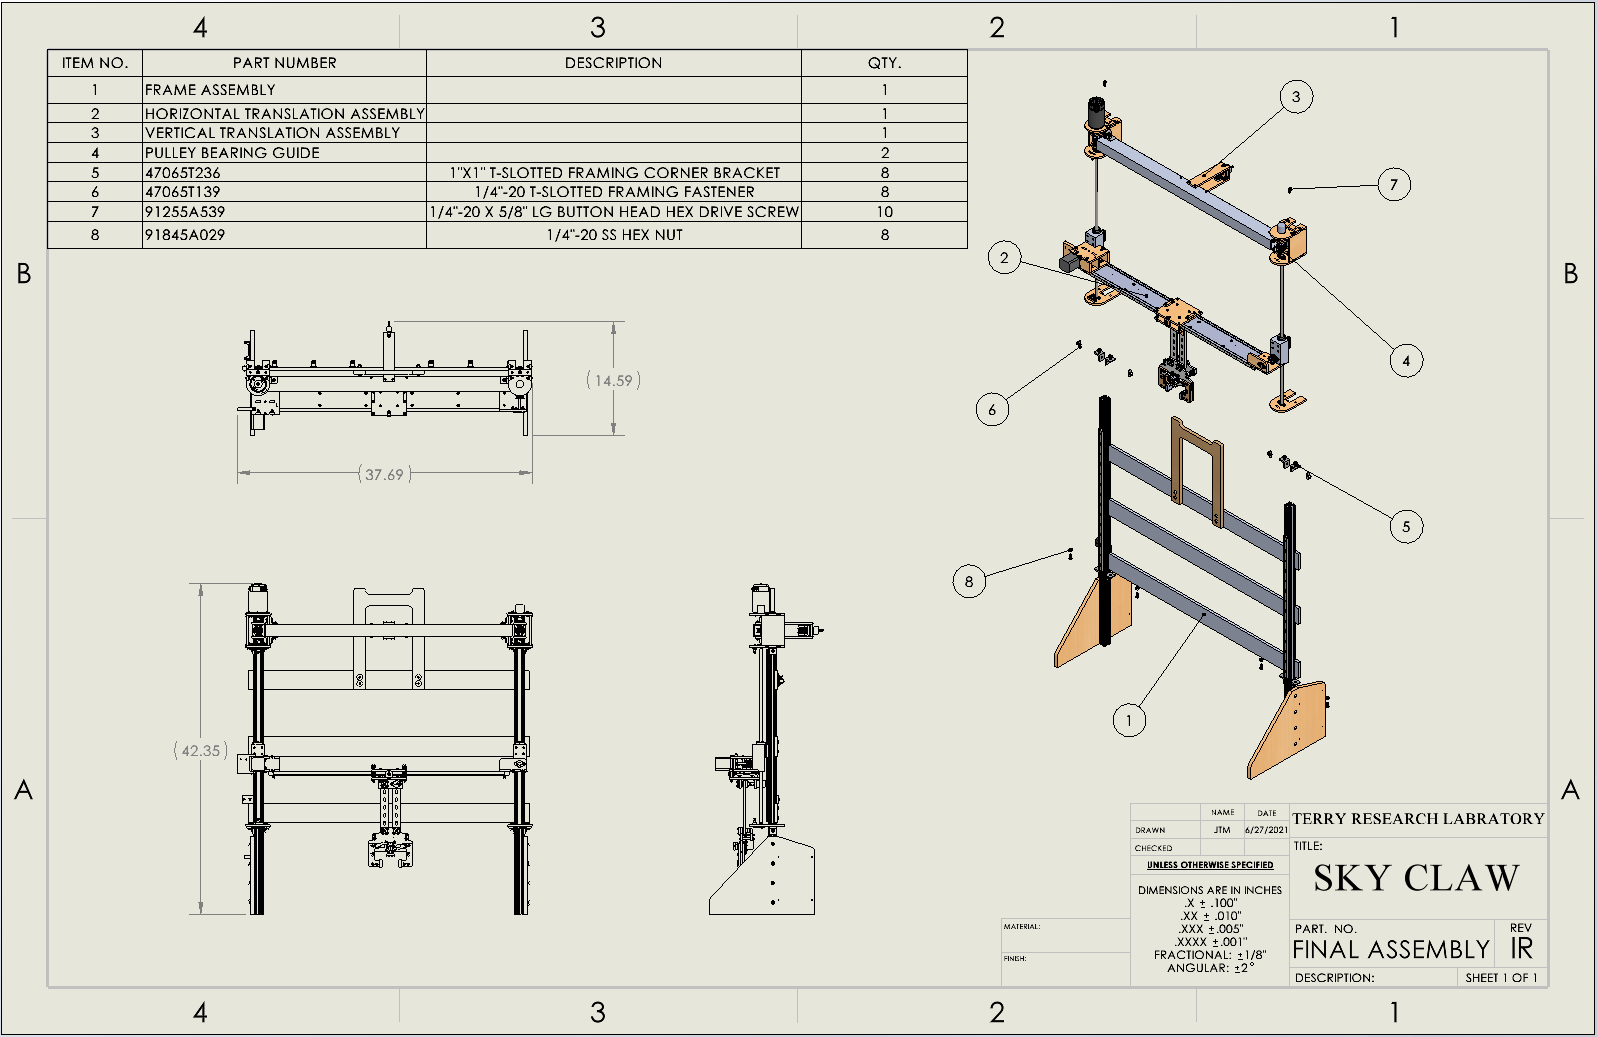 4 3 2 1
ITEM NO. PART NUMBER DESCRIPTION QTY.
1 FRAME ASSEMBLY 1
2 HORIZONTAL TRANSLATION ASSEMBLY 1
3 VERTICAL TRANSLATION ASSEMBLY 1
4 PULLEY BEARING GUIDE 2
5 47065T236 1"X1" T-SLOTTED FRAMING CORNER BRACKET 8
6 47065T139 1/4"-20 T-SLOTTED FRAMING FASTENER 8
7 91255A539 1/4"-20 X 5/8" LG BUTTON HEAD HEX DRIVE SCREW 10
8 91845A029 1/4"-20 SS HEX NUT 8
3
7
2
B B
4
(14.59)
6
(37.69)
5
8
1
(42.35)
A A
NAME DATE
DRAWN JTM 6/27/2021
CHECKED
UNLESS OTHERWISE SPECIFIED
DIMENSIONS ARE IN INCHES
.X ± .100"
.XX ± .010"
.XXX ±.005"
.XXXX ±.001"
FRACTIONAL: ±1/8"
ANGULAR: ±2°
MATERIAL:
FINISH:
TERRY RESEARCH LABRATORY
TITLE:
SKY CLAW
PART. NO.
FINAL ASSEMBLY
REV
IR
DESCRIPTION:
SHEET 1 OF 1
4 3 2 1